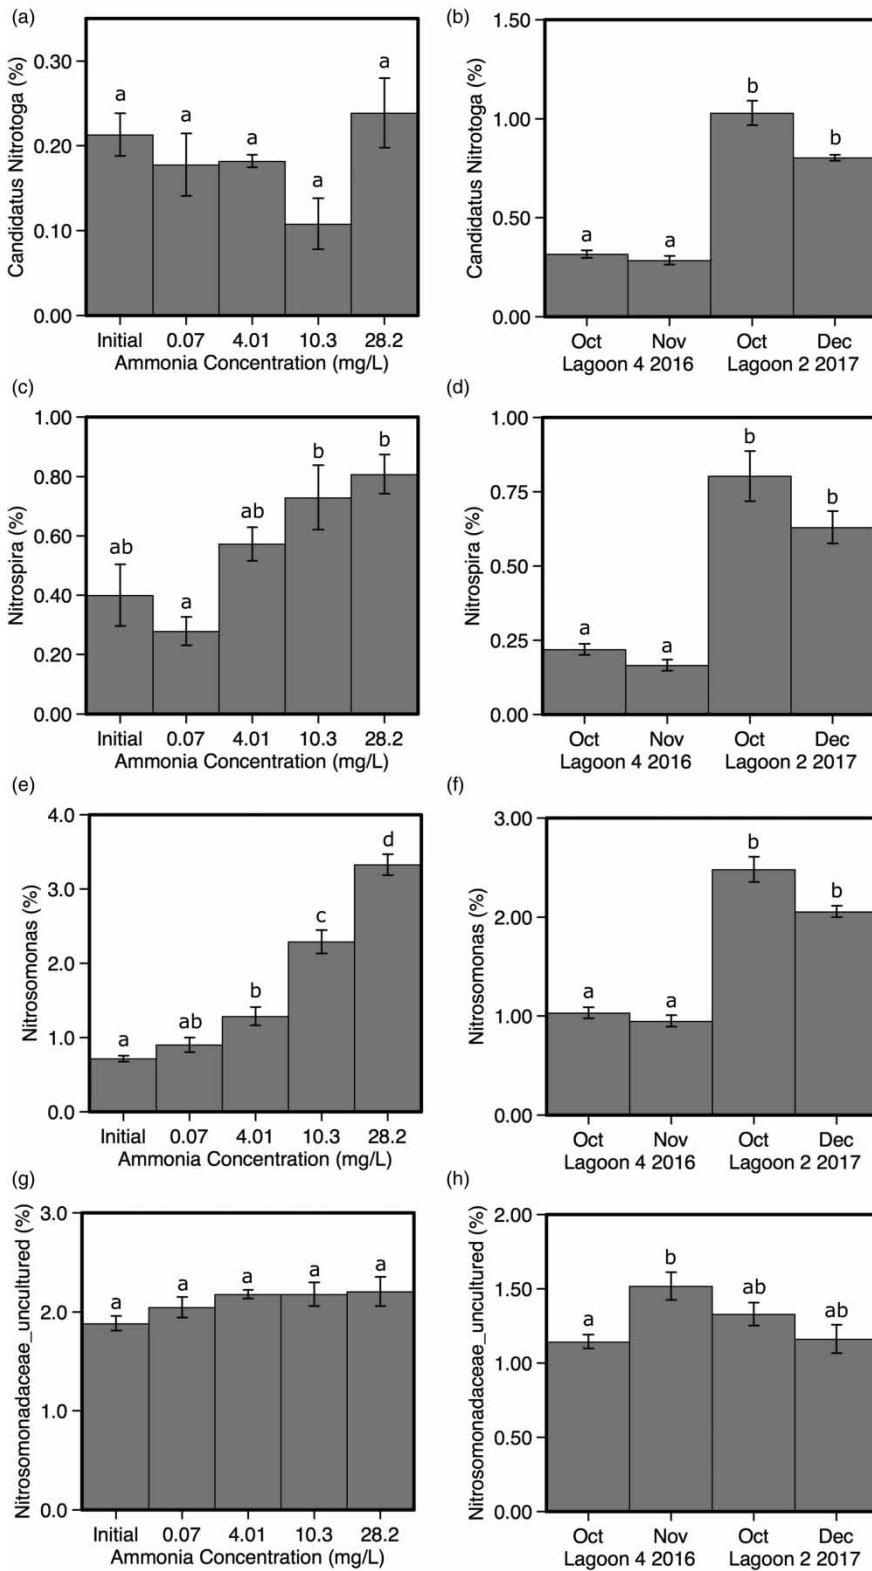 (a)
Candidatus Nitrotoga (%)
0.30
0.20
0.10
0.00
a
a
a
a
a
Initial 0.07 4.01 10.3 28.2
Ammonia Concentration (mg/L)
(b)
Candidatus Nitrotoga (%)
1.50
1.00
0.50
0.00
a
a
b
b
Oct Nov Oct Dec
Lagoon 4 2016 Lagoon 2 2017
(c)
Nitrospira (%)
1.00
0.80
0.60
0.40
0.20
0.00
ab
a
ab
b
b
Initial 0.07 4.01 10.3 28.2
Ammonia Concentration (mg/L)
(d)
Nitrospira (%)
1.00
0.75
0.50
0.25
0.00
a
a
b
b
Oct Nov Oct Dec
Lagoon 4 2016 Lagoon 2 2017
(e)
Nitrosomonas (%)
4.0
3.0
2.0
1.0
0.0
a
ab
b
c
d
Initial 0.07 4.01 10.3 28.2
Ammonia Concentration (mg/L)
(f)
Nitrosomonas (%)
3.00
2.00
1.00
0.00
a
a
b
b
Oct Nov Oct Dec
Lagoon 4 2016 Lagoon 2 2017
(g)
Nitrosomonadaceae_uncultured (%)
3.0
2.0
1.0
0.0
a
a
a
a
a
Initial 0.07 4.01 10.3 28.2
Ammonia Concentration (mg/L)
(h)
Nitrosomonadaceae_uncultured (%)
2.00
1.50
1.00
0.50
0.00
a
b
ab
ab
Oct Nov Oct Dec
Lagoon 4 2016 Lagoon 2 2017